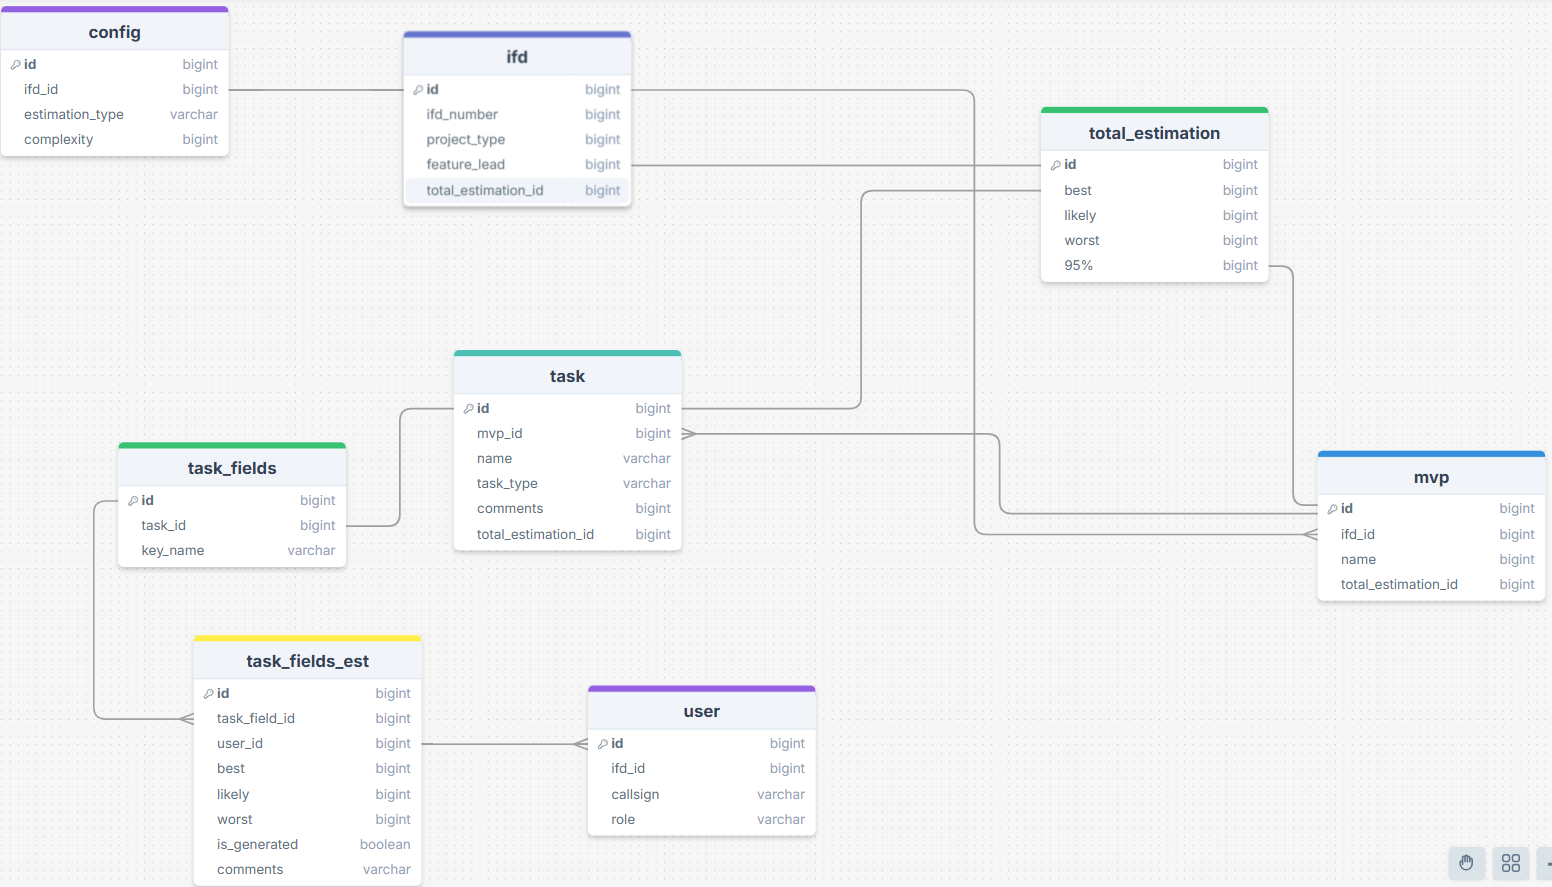 config
id bigint
ifd_id bigint
estimation_type varchar
complexity bigint
ifd
id bigint
ifd_number bigint
project_type bigint
feature_lead bigint
total_estimation_id bigint
total_estimation
id bigint
best bigint
likely bigint
worst bigint
95% bigint
task
id bigint
mvp_id bigint
name varchar
task_type varchar
comments bigint
total_estimation_id bigint
task_fields
id bigint
task_id bigint
key_name varchar
mvp
id bigint
ifd_id bigint
name bigint
total_estimation_id bigint
task_fields_est
id bigint
task_field_id bigint
user_id bigint
best bigint
likely bigint
worst bigint
is_generated boolean
comments varchar
user
id bigint
ifd_id bigint
callsign varchar
role varchar